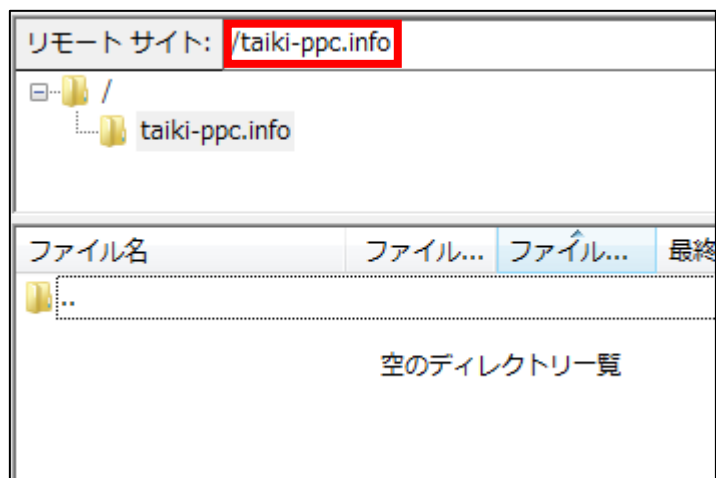 リモート サイト: /taiki-ppc.info
/
taiki-ppc.info
ファイル名 ファイル... ファイル... 最終
..
空のディレクトリ一覧